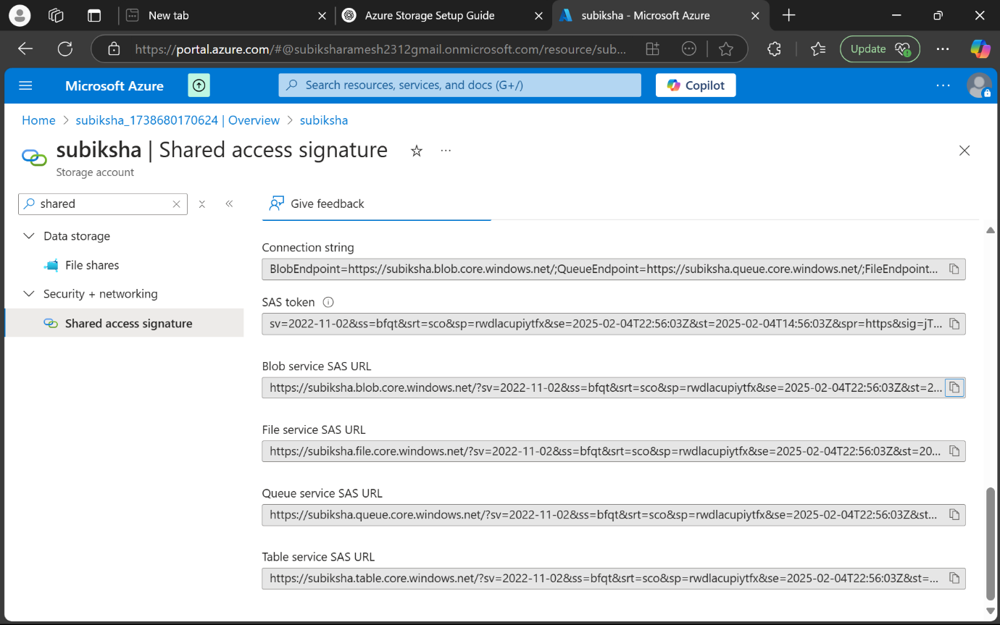 New tab
Azure Storage Setup Guide
subiksha - Microsoft Azure
https://portal.azure.com/#@subiksharamesh2312gmail.onmicrosoft.com/resource/sub...
Update
Microsoft Azure
Search resources, services, and docs (G+/)
Copilot
Home > subiksha_1738680170624 | Overview > subiksha
subiksha | Shared access signature
Storage account
shared
Give feedback
Data storage
File shares
Security + networking
Shared access signature
Connection string
BlobEndpoint=https://subiksha.blob.core.windows.net/;QueueEndpoint=https://subiksha.queue.core.windows.net/;FileEndpoint...
SAS token
sv=2022-11-02&ss=bfqt&srt=sco&sp=rwdlacupiytfx&se=2025-02-04T22:56:03Z&st=2025-02-04T14:56:03Z&spr=https&sig=jT...
Blob service SAS URL
https://subiksha.blob.core.windows.net/?sv=2022-11-02&ss=bfqt&srt=sco&sp=rwdlacupiytfx&se=2025-02-04T22:56:03Z&st=2...
File service SAS URL
https://subiksha.file.core.windows.net/?sv=2022-11-02&ss=bfqt&srt=sco&sp=rwdlacupiytfx&se=2025-02-04T22:56:03Z&st=20...
Queue service SAS URL
https://subiksha.queue.core.windows.net/?sv=2022-11-02&ss=bfqt&srt=sco&sp=rwdlacupiytfx&se=2025-02-04T22:56:03Z&st...
Table service SAS URL
https://subiksha.table.core.windows.net/?sv=2022-11-02&ss=bfqt&srt=sco&sp=rwdlacupiytfx&se=2025-02-04T22:56:03Z&st=...